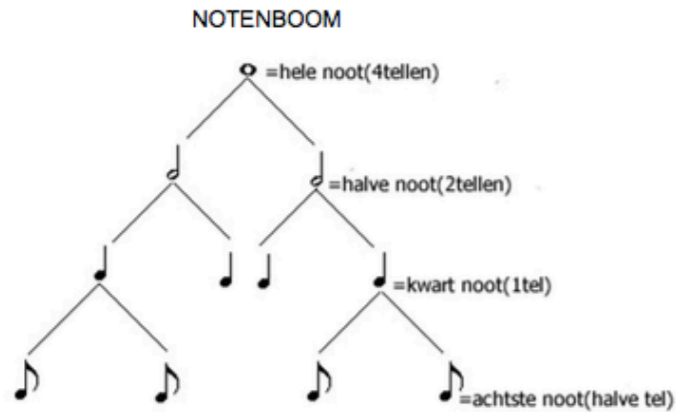 NOTENBOOM
=hele noot(4tellen)
=halve noot(2tellen)
=kwart noot(1tel)
=achtste noot(halve tel)